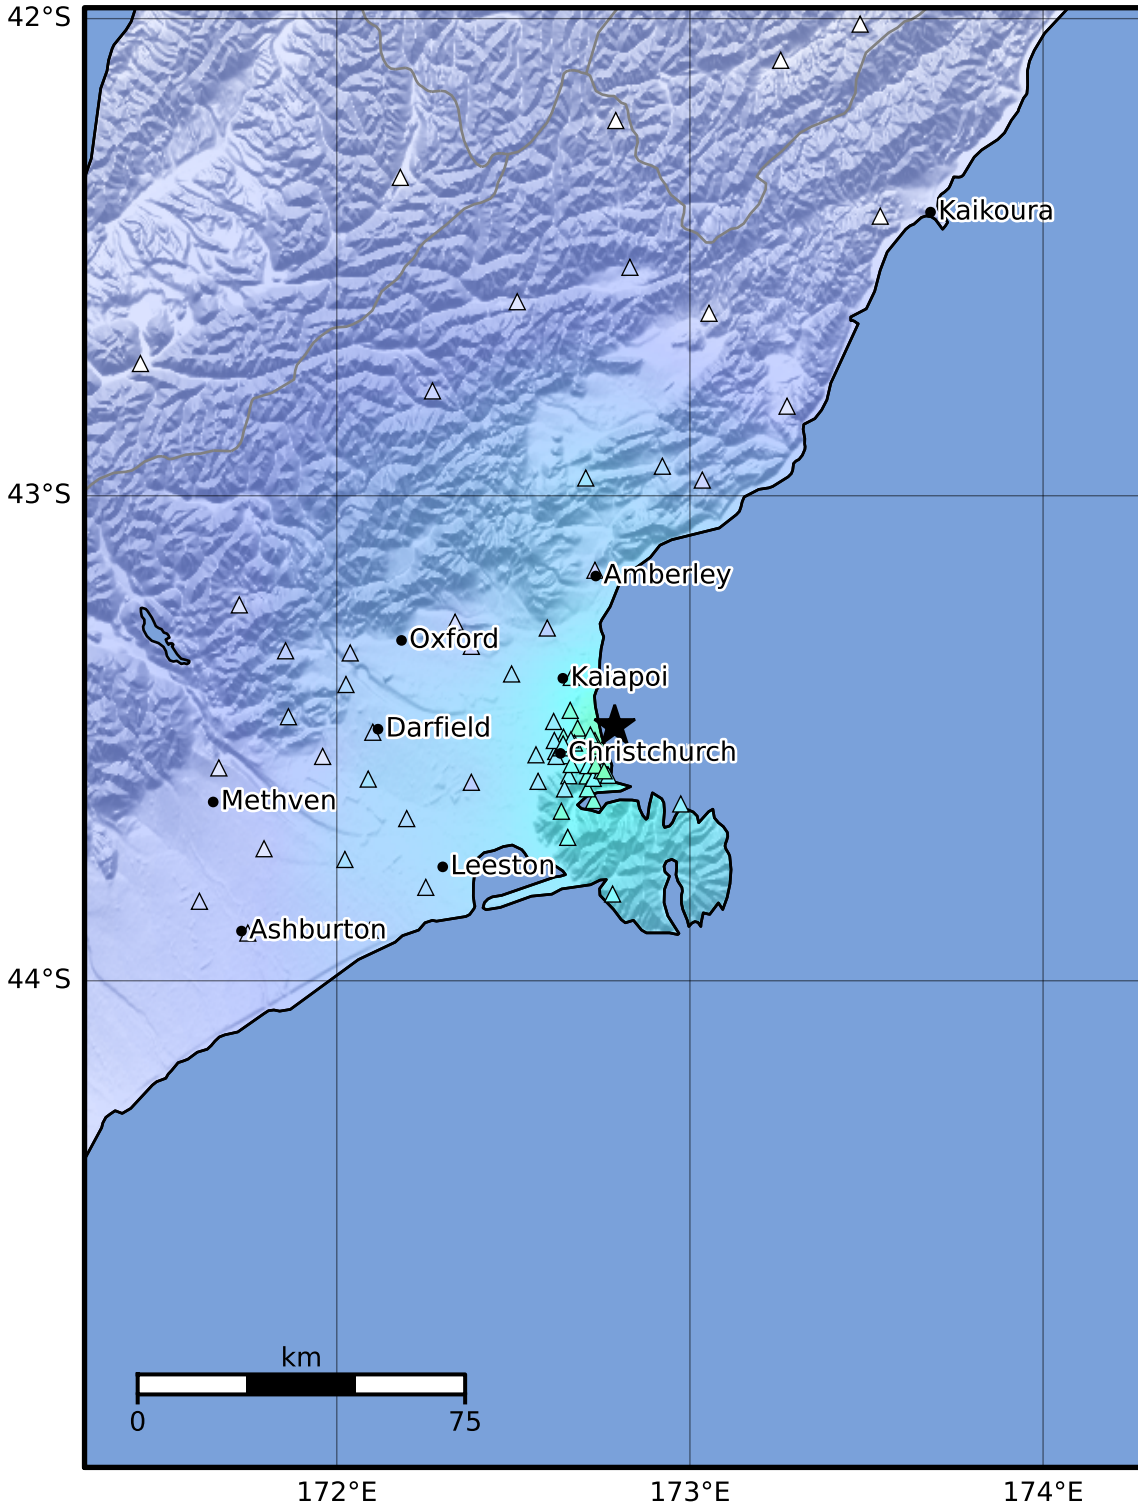 42°S
Kaikoura
43°S
Amberley
Oxford
Kaiapoi
Darfield
Christchurch
Methven
Leeston
Ashburton
44°S
km
0 75
172°E 173°E 174°E